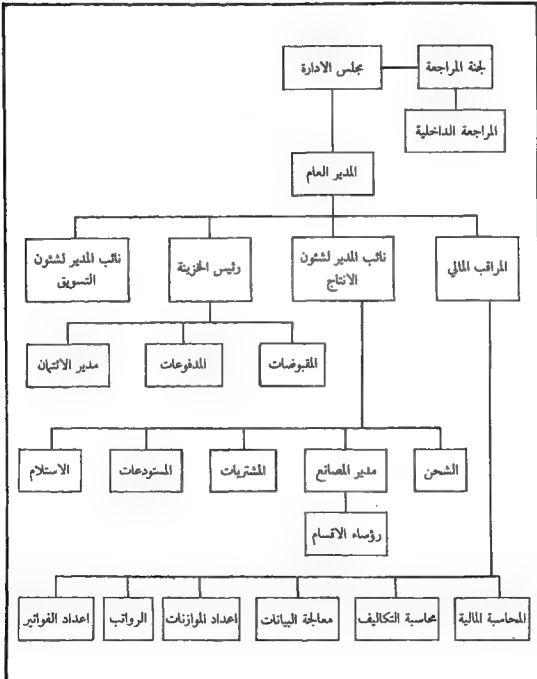 لجنة المراجعة
مجلس الادارة
المراجعة الداخلية
المدير العام
المراقب المالي
نائب المدير لشئون
الانتاج
رئيس الخزينة
نائب المدير لشئون
التسويق
المقبوضات
المدفوعات
مدير الائتمان
الشحن
مدير المصانع
المشتريات
المستودعات
الاستلام
رؤساء الاقسام
المحاسبة المالية
محاسبة التكاليف
معالجة البيانات
اعداد الموازنات
الرواتب
اعداد الفواتير